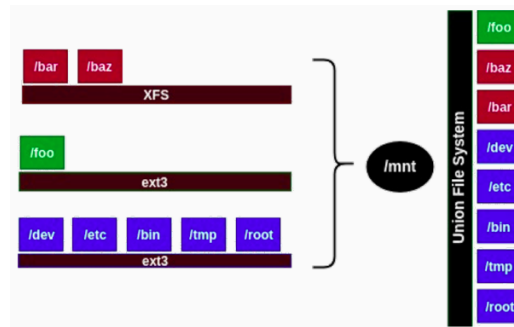 /bar /baz
XFS
/foo
ext3
/dev /etc /bin /tmp /root
ext3
/mnt
Union File System
/foo
/baz
/bar
/dev
/etc
/bin
/tmp
/root